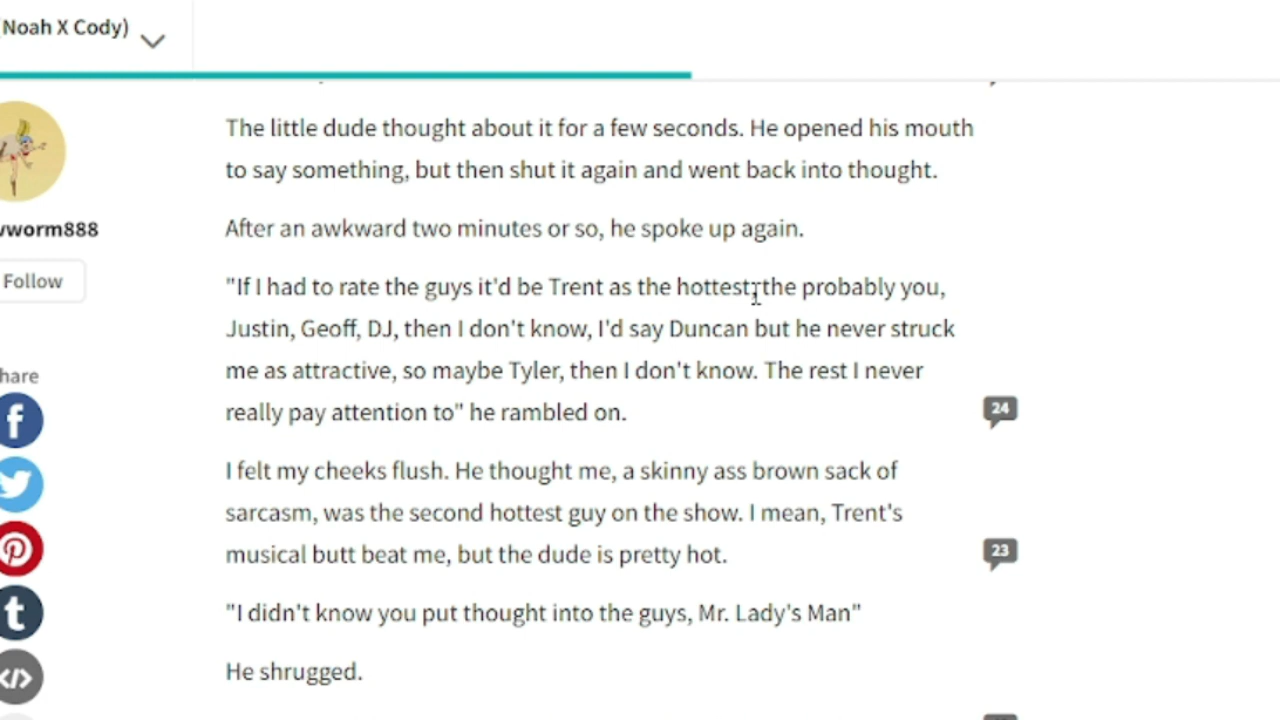 Noah X Cody)
The little dude thought about it for a few seconds. He opened his mouth
to say something, but then shut it again and went back into thought.
worm888
After an awkward two minutes or so, he spoke up again.
Follow
"If I had to rate the guys it'd be Trent as the hottest, the probably you,
Justin, Geoff, DJ, then I don't know, I'd say Duncan but he never struck
me as attractive, so maybe Tyler, then I don't know. The rest I never
really pay attention to" he rambled on.
24
hare
I felt my cheeks flush. He thought me, a skinny ass brown sack of
sarcasm, was the second hottest guy on the show. I mean, Trent's
musical butt beat me, but the dude is pretty hot.
23
"I didn't know you put thought into the guys, Mr. Lady's Man"
He shrugged.